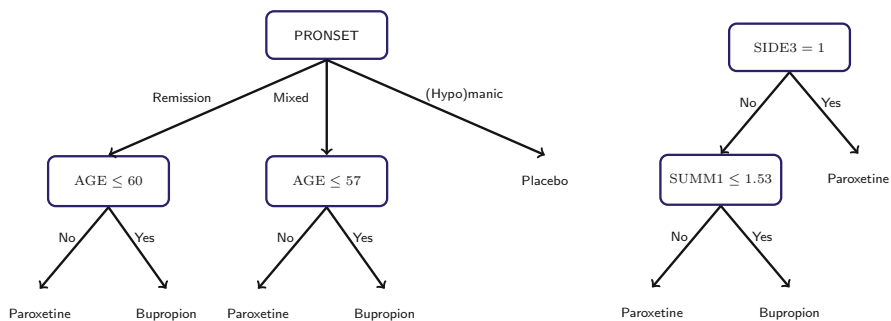 PRONSET
Remission
Mixed
(Hypo)manic
AGE ≤ 60
AGE ≤ 57
Placebo
No
Yes
No
Yes
Paroxetine
Bupropion
Paroxetine
Bupropion
SIDE3 = 1
No
Yes
SUMM1 ≤ 1.53
Paroxetine
No
Yes
Paroxetine
Bupropion